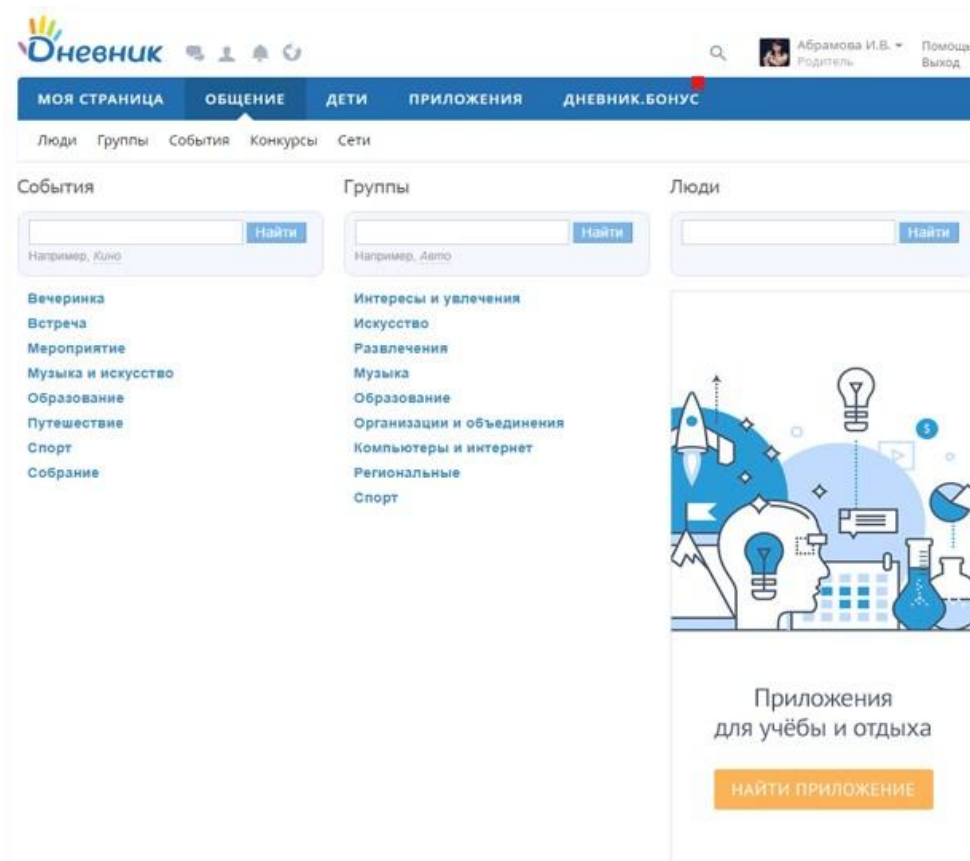 Дневник
Абрамова И.В.
Родитель
Помощь
Выход
МОЯ СТРАНИЦА ОБЩЕНИЕ ДЕТИ ПРИЛОЖЕНИЯ ДНЕВНИК.БОНУС
Люди Группы События Конкурсы Сети
События
Найти
Например, Кино
Вечеринка
Встреча
Мероприятие
Музыка и искусство
Образование
Путешествие
Спорт
Собрание
Группы
Найти
Например, Авто
Интересы и увлечения
Искусство
Развлечения
Музыка
Образование
Организации и объединения
Компьютеры и интернет
Региональные
Спорт
Люди
Найти
$
Приложения
для учёбы и отдыха
НАЙТИ ПРИЛОЖЕНИЕ